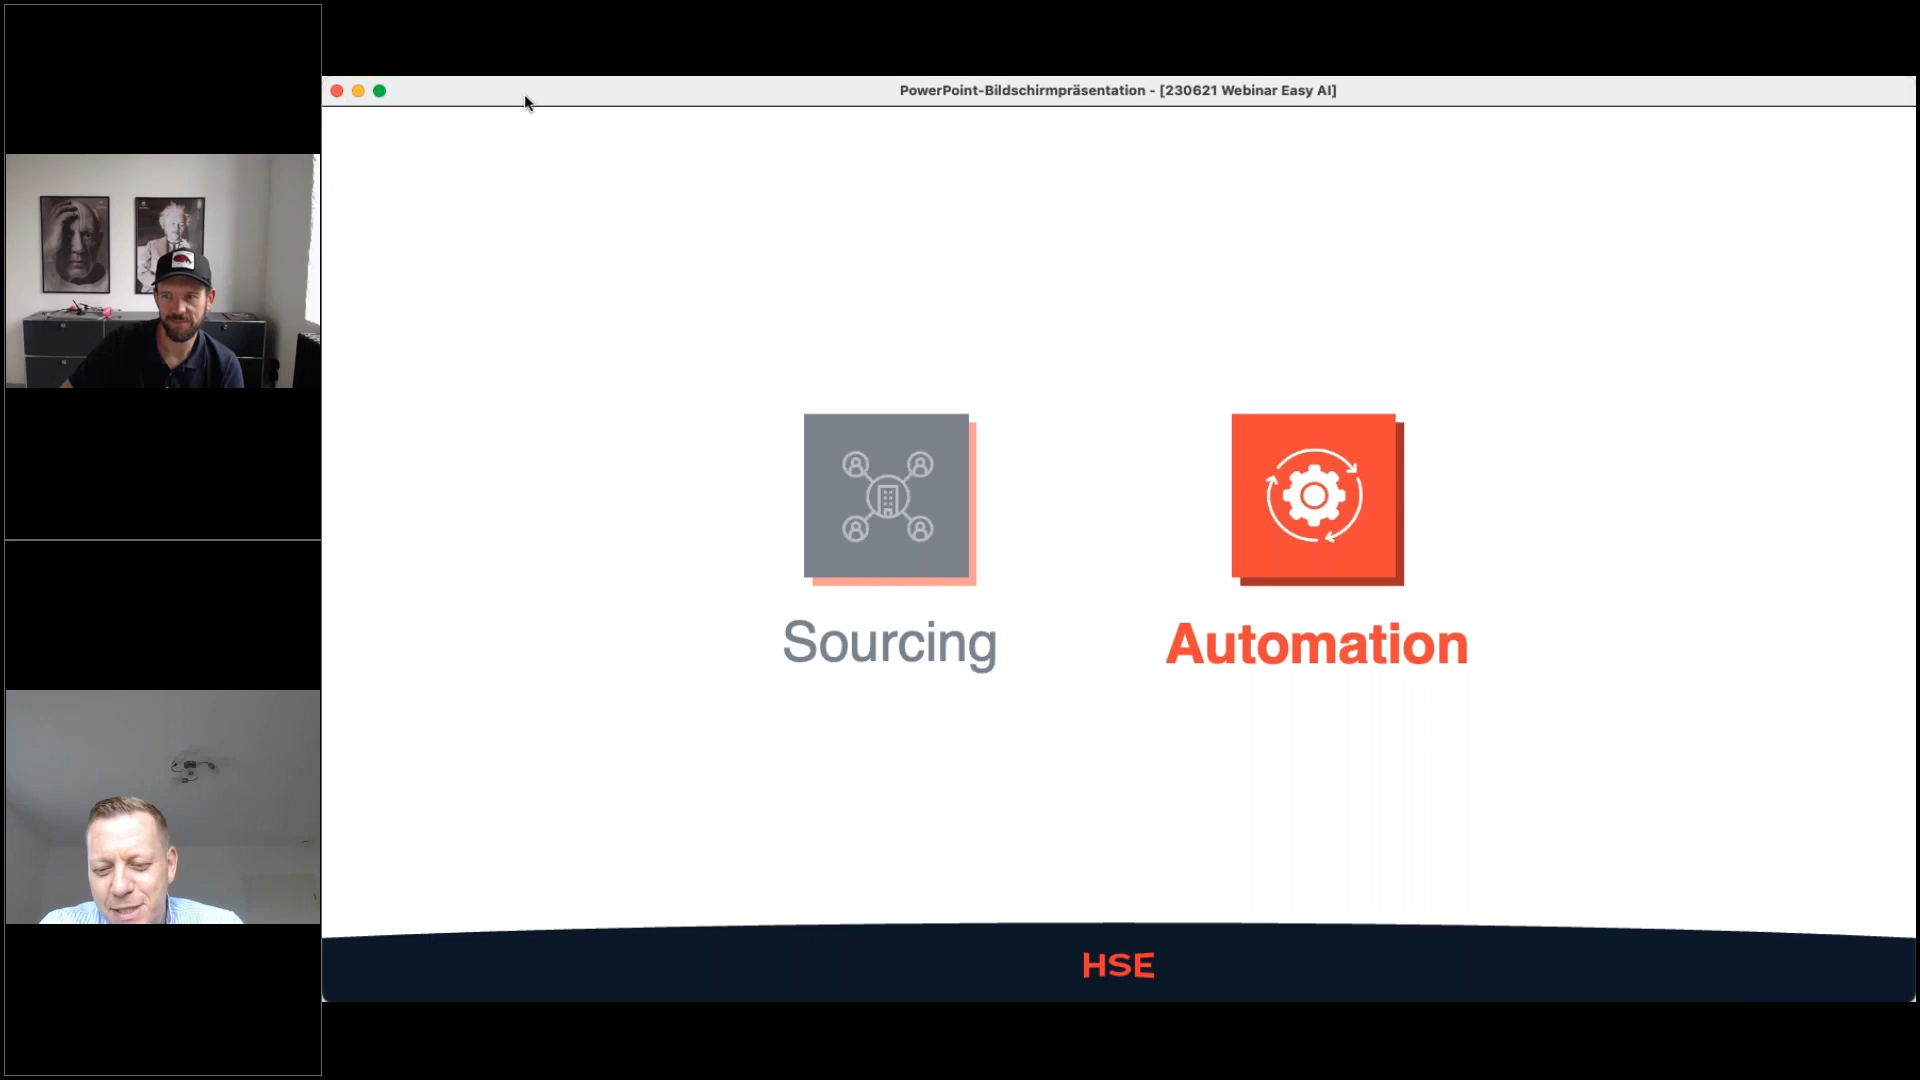 PowerPoint-Bildschirmpräsentation - [230621 Webinar Easy AI]
Sourcing
Automation
HSE